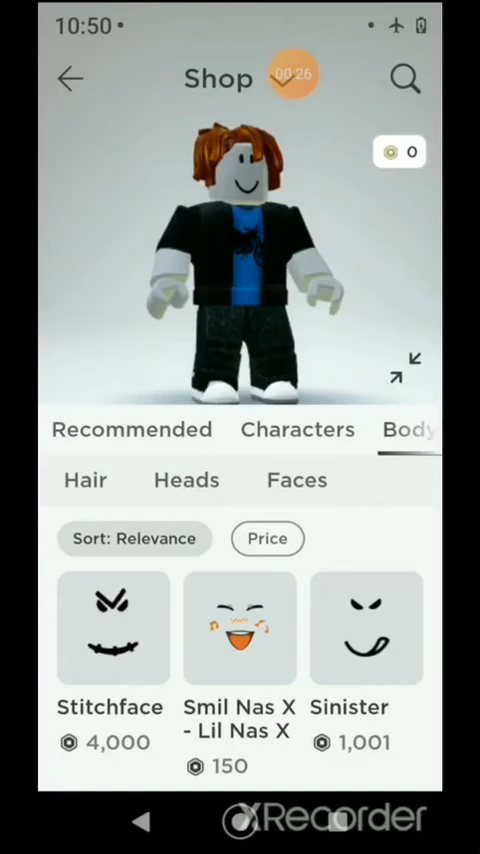 10:50
Shop
00:26
0
Recommended Characters Body
Hair Heads Faces
Sort: Relevance Price
Stitchface
4,000
Smil Nas X
- Lil Nas X
150
Sinister
1,001
XRecorder